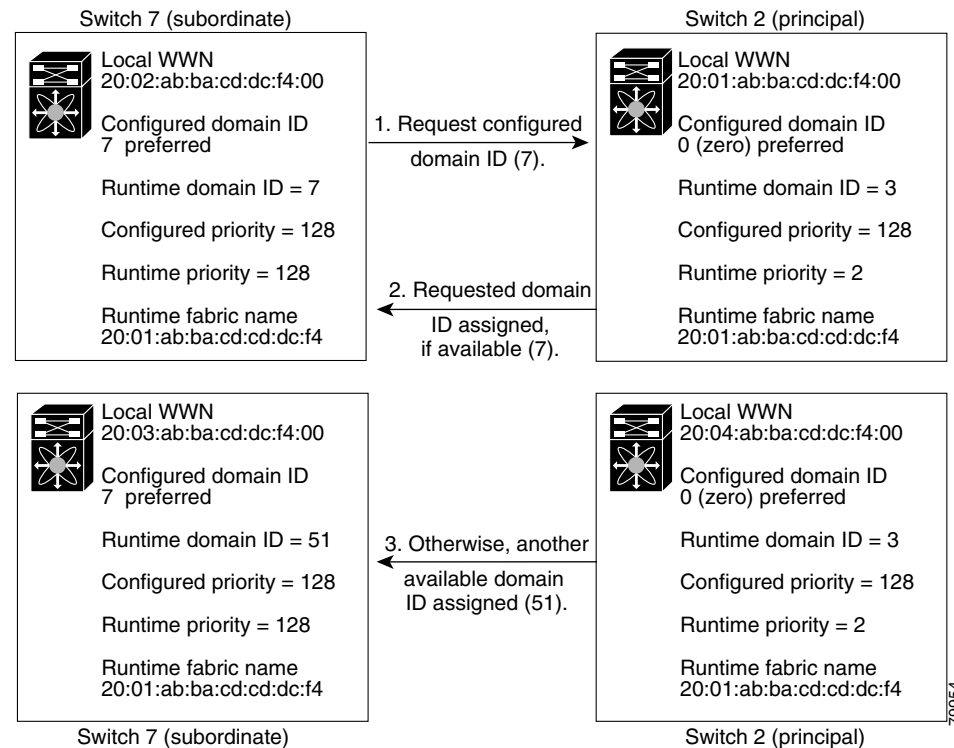 Switch 7 (subordinate)
Local WWN
20:02:ab:ba:cd:dc:f4:00
Configured domain ID
7 preferred
Runtime domain ID = 7
Configured priority = 128
Runtime priority = 128
Runtime fabric name
20:01:ab:ba:cd:cd:dc:f4
1. Request configured
domain ID (7).
2. Requested domain
ID assigned,
if available (7).
Switch 2 (principal)
Local WWN
20:01:ab:ba:cd:dc:f4:00
Configured domain ID
0 (zero) preferred
Runtime domain ID = 3
Configured priority = 128
Runtime priority = 2
Runtime fabric name
20:01:ab:ba:cd:cd:dc:f4
Local WWN
20:03:ab:ba:cd:dc:f4:00
Configured domain ID
7 preferred
Runtime domain ID = 51
Configured priority = 128
Runtime priority = 128
Runtime fabric name
20:01:ab:ba:cd:cd:dc:f4
Switch 7 (subordinate)
3. Otherwise, another
available domain
ID assigned (51).
Local WWN
20:04:ab:ba:cd:dc:f4:00
Configured domain ID
0 (zero) preferred
Runtime domain ID = 3
Configured priority = 128
Runtime priority = 2
Runtime fabric name
20:01:ab:ba:cd:cd:dc:f4
Switch 2 (principal)